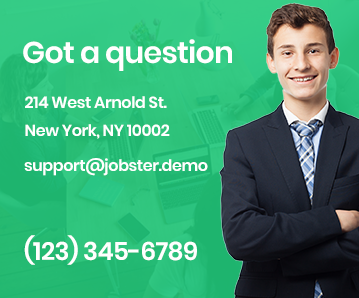 Got a question
214 West Arnold St.
New York, NY 10002
support@jobster.demo
(123) 345-6789